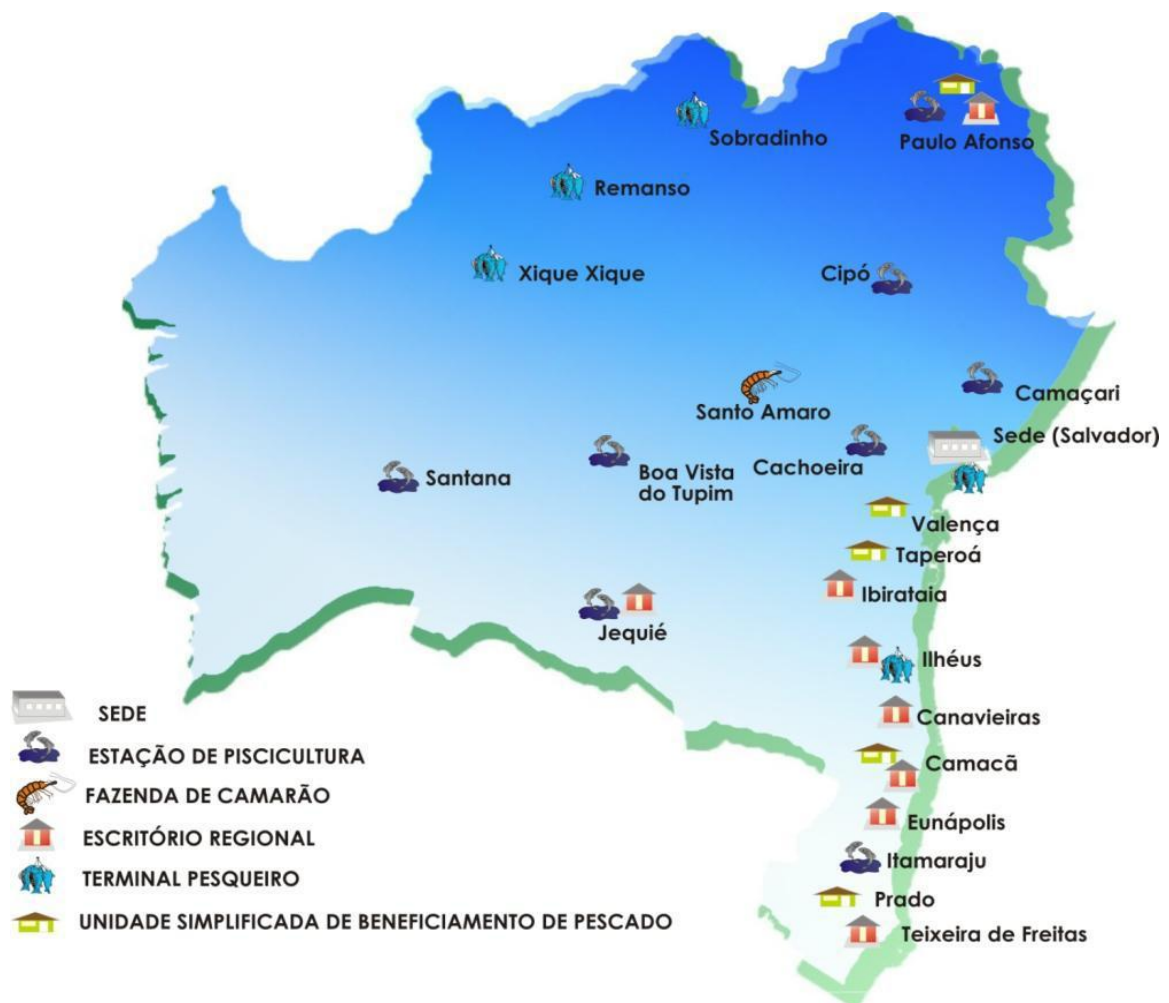 Sobradinho
Paulo Afonso
Remanso
Xique Xique
Cipó
Camaçari
Santo Amaro
Sede (Salvador)
Cachoeira
Boa Vista
do Tupim
Santana
Valença
Taperoá
Ibirataia
Jequié
Ilhéus
Canavieiras
Camacã
Eunápolis
Itamaraju
Prado
Teixeira de Freitas
SEDE
ESTAÇÃO DE PISCICULTURA
FAZENDA DE CAMARÃO
ESCRITÓRIO REGIONAL
TERMINAL PESQUEIRO
UNIDADE SIMPLIFICADA DE BENEFICIAMENTO DE PESCADO